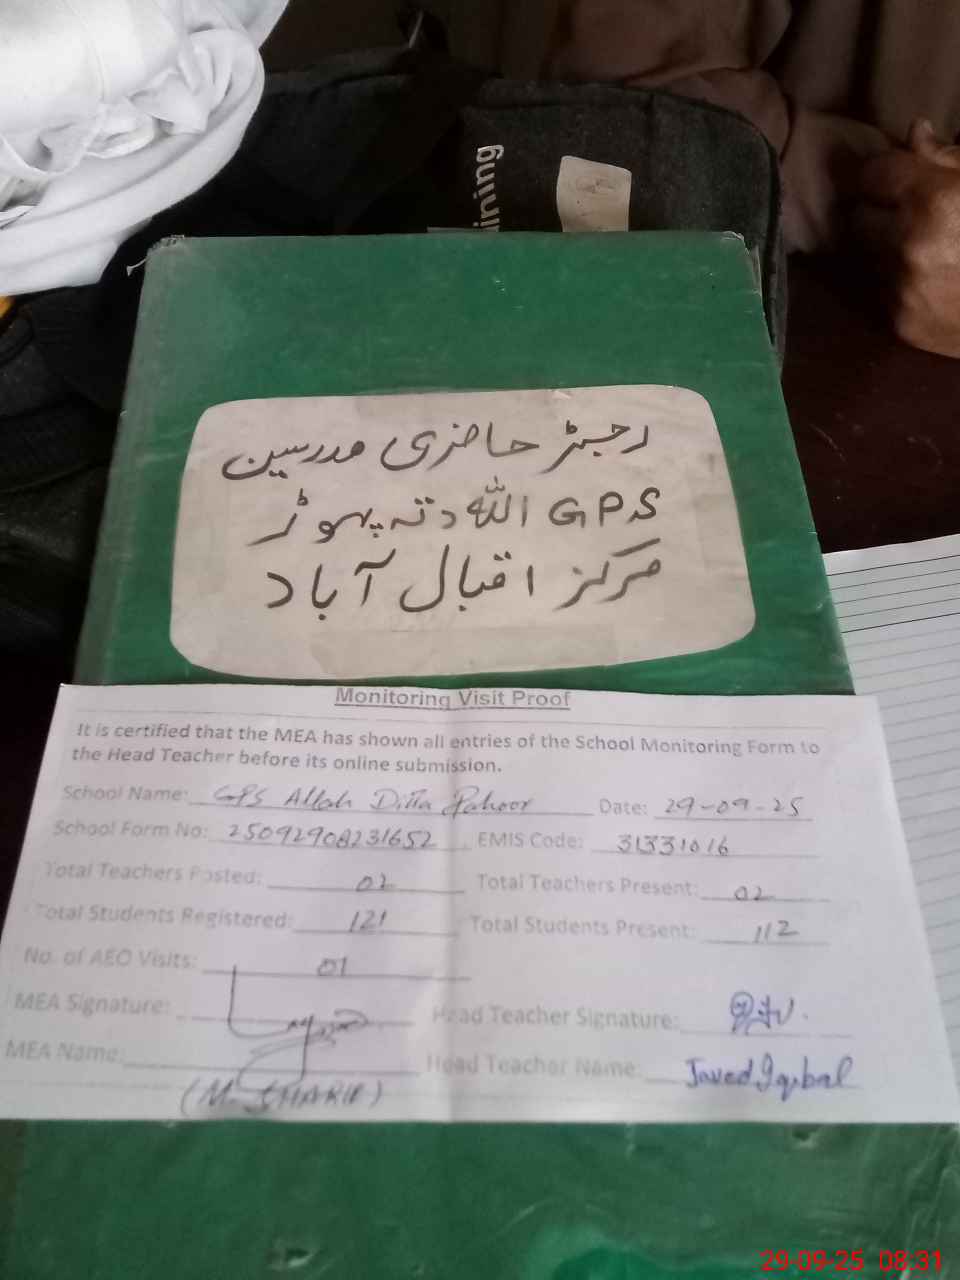 ining
رجسٹر حاضری مدرسین
GPS اللہ دتہ پہوڑ
مرکز اقبال آباد
Monitoring Visit Proof
It is certified that the MEA has shown all entries of the School Monitoring Form to
the Head Teacher before its online submission.
School Name: GPS Allah Ditta Pahoor Date: 29-09-25
School Form No: 25092908231652 EMIS Code: 31331016
Total Teachers Posted: 02 Total Teachers Present: 02
Total Students Registered: 121 Total Students Present: 112
No. of AEO Visits: 01
MEA Signature: Head Teacher Signature:
MEA Name: Head Teacher Name: Javed Iqbal
(M. SHARIF)
29-09-25 08:31